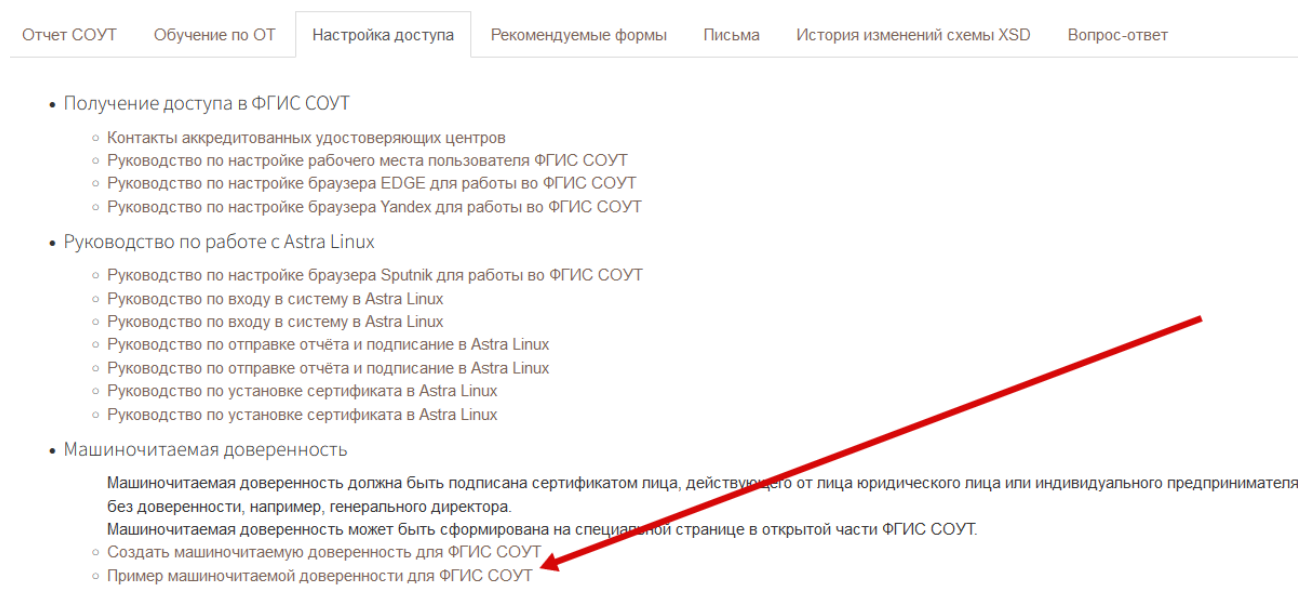 Отчет СОУТ Обучение по ОТ Настройка доступа Рекомендуемые формы Письма История изменений схемы XSD Вопрос-ответ
Получение доступа в ФГИС СОУТ
Контакты аккредитованных удостоверяющих центров
Руководство по настройке рабочего места пользователя ФГИС СОУТ
Руководство по настройке браузера EDGE для работы во ФГИС СОУТ
Руководство по настройке браузера Yandex для работы во ФГИС СОУТ
Руководство по работе с Astra Linux
Руководство по настройке браузера Sputnik для работы во ФГИС СОУТ
Руководство по входу в систему в Astra Linux
Руководство по входу в систему в Astra Linux
Руководство по отправке отчёта и подписание в Astra Linux
Руководство по отправке отчёта и подписание в Astra Linux
Руководство по установке сертификата в Astra Linux
Руководство по установке сертификата в Astra Linux
Машиночитаемая доверенность
Машиночитаемая доверенность должна быть подписана сертификатом лица, действующего от лица юридического лица или индивидуального предпринимателя
без доверенности, например, генерального директора.
Машиночитаемая доверенность может быть сформирована на специальной странице в открытой части ФГИС СОУТ.
Создать машиночитаемую доверенность для ФГИС СОУТ
Пример машиночитаемой доверенности для ФГИС СОУТ